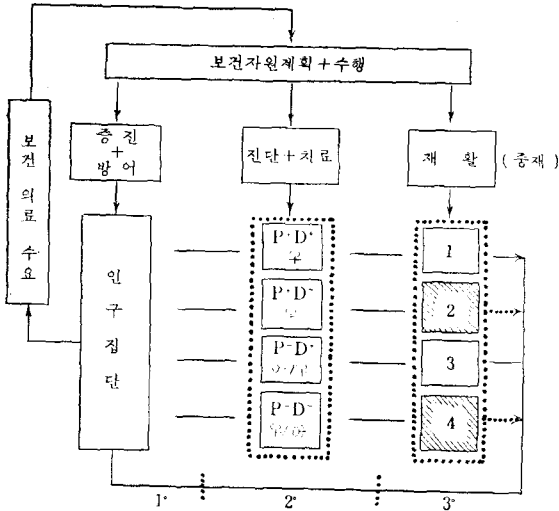 보건자원계획+수행
보건 의료 수요
증진
+
방어
진단+치료
재활
(중재)
인구집단
P+D+
P+D-
P-D+
P-D-
1
2
3
4
1°
2°
3°